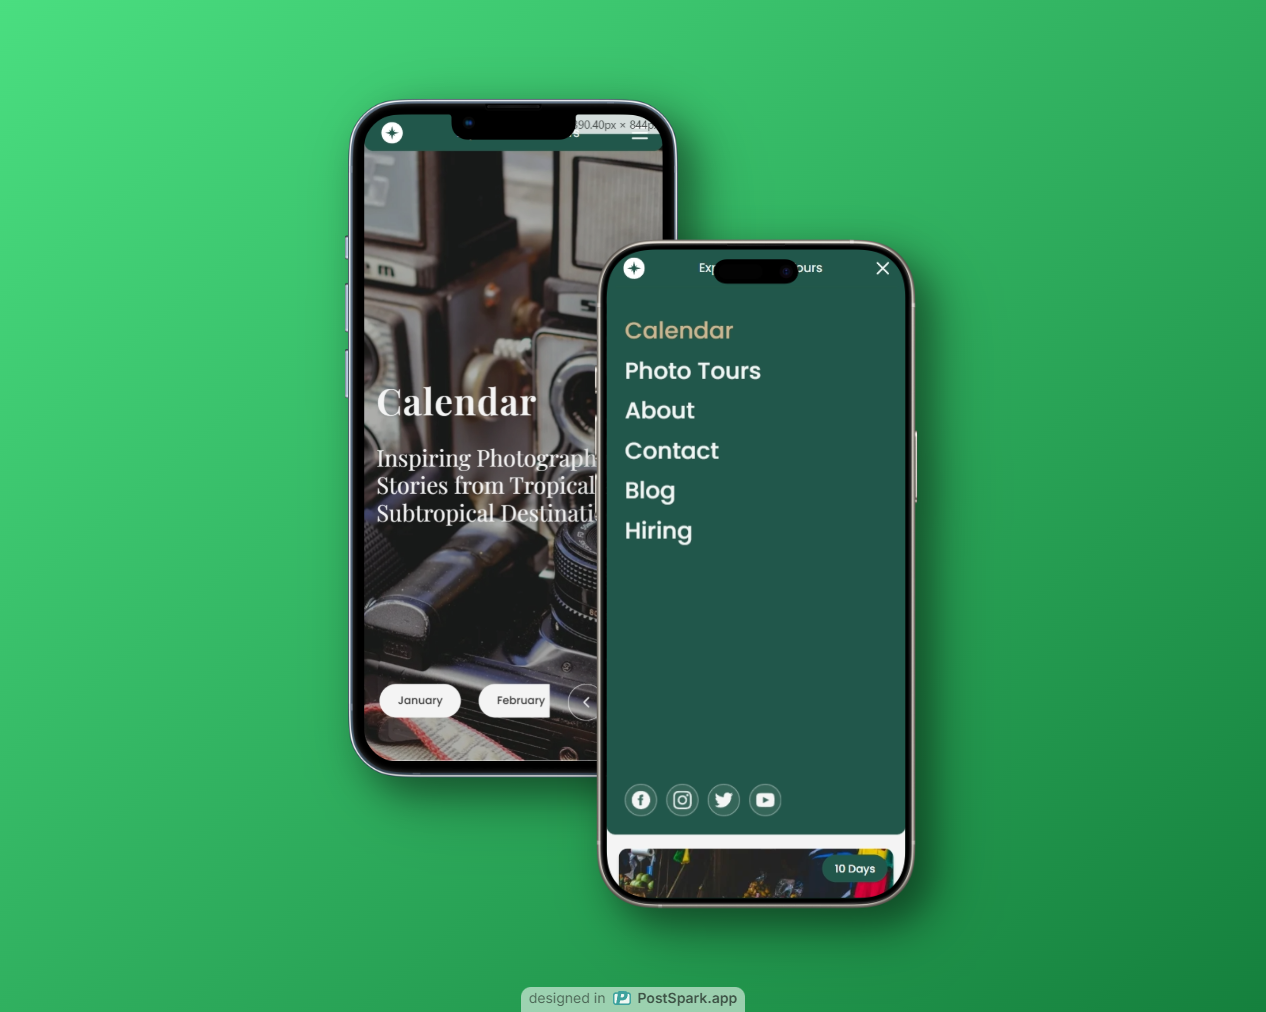 390.40px × 844p
Calendar
Inspiring Photograph
Stories from Tropical
Subtropical Destinati
January
February
Exp
ours
Calendar
Photo Tours
About
Contact
Blog
Hiring
10 Days
designed in PostSpark.app